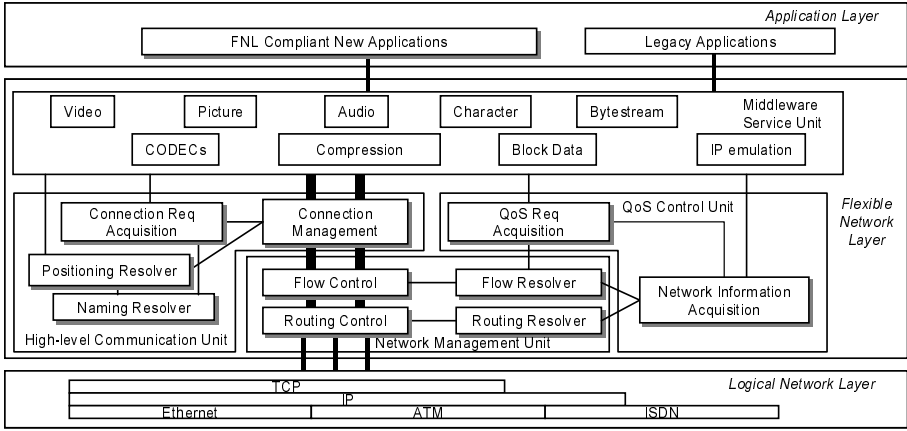 Application Layer
FNL Compliant New Applications
Legacy Applications
Video
Picture
Audio
Character
Bytestream
Middleware
Service Unit
CODECs
Compression
Block Data
IP emulation
Connection Req
Acquisition
Connection
Management
QoS Req
Acquisition
QoS Control Unit
Flexible
Network
Layer
Positioning Resolver
Flow Control
Flow Resolver
Network Information
Acquisition
Naming Resolver
Routing Control
Routing Resolver
High-level Communication Unit
Network Management Unit
Logical Network Layer
TCP
IP
Ethernet
ATM
ISDN